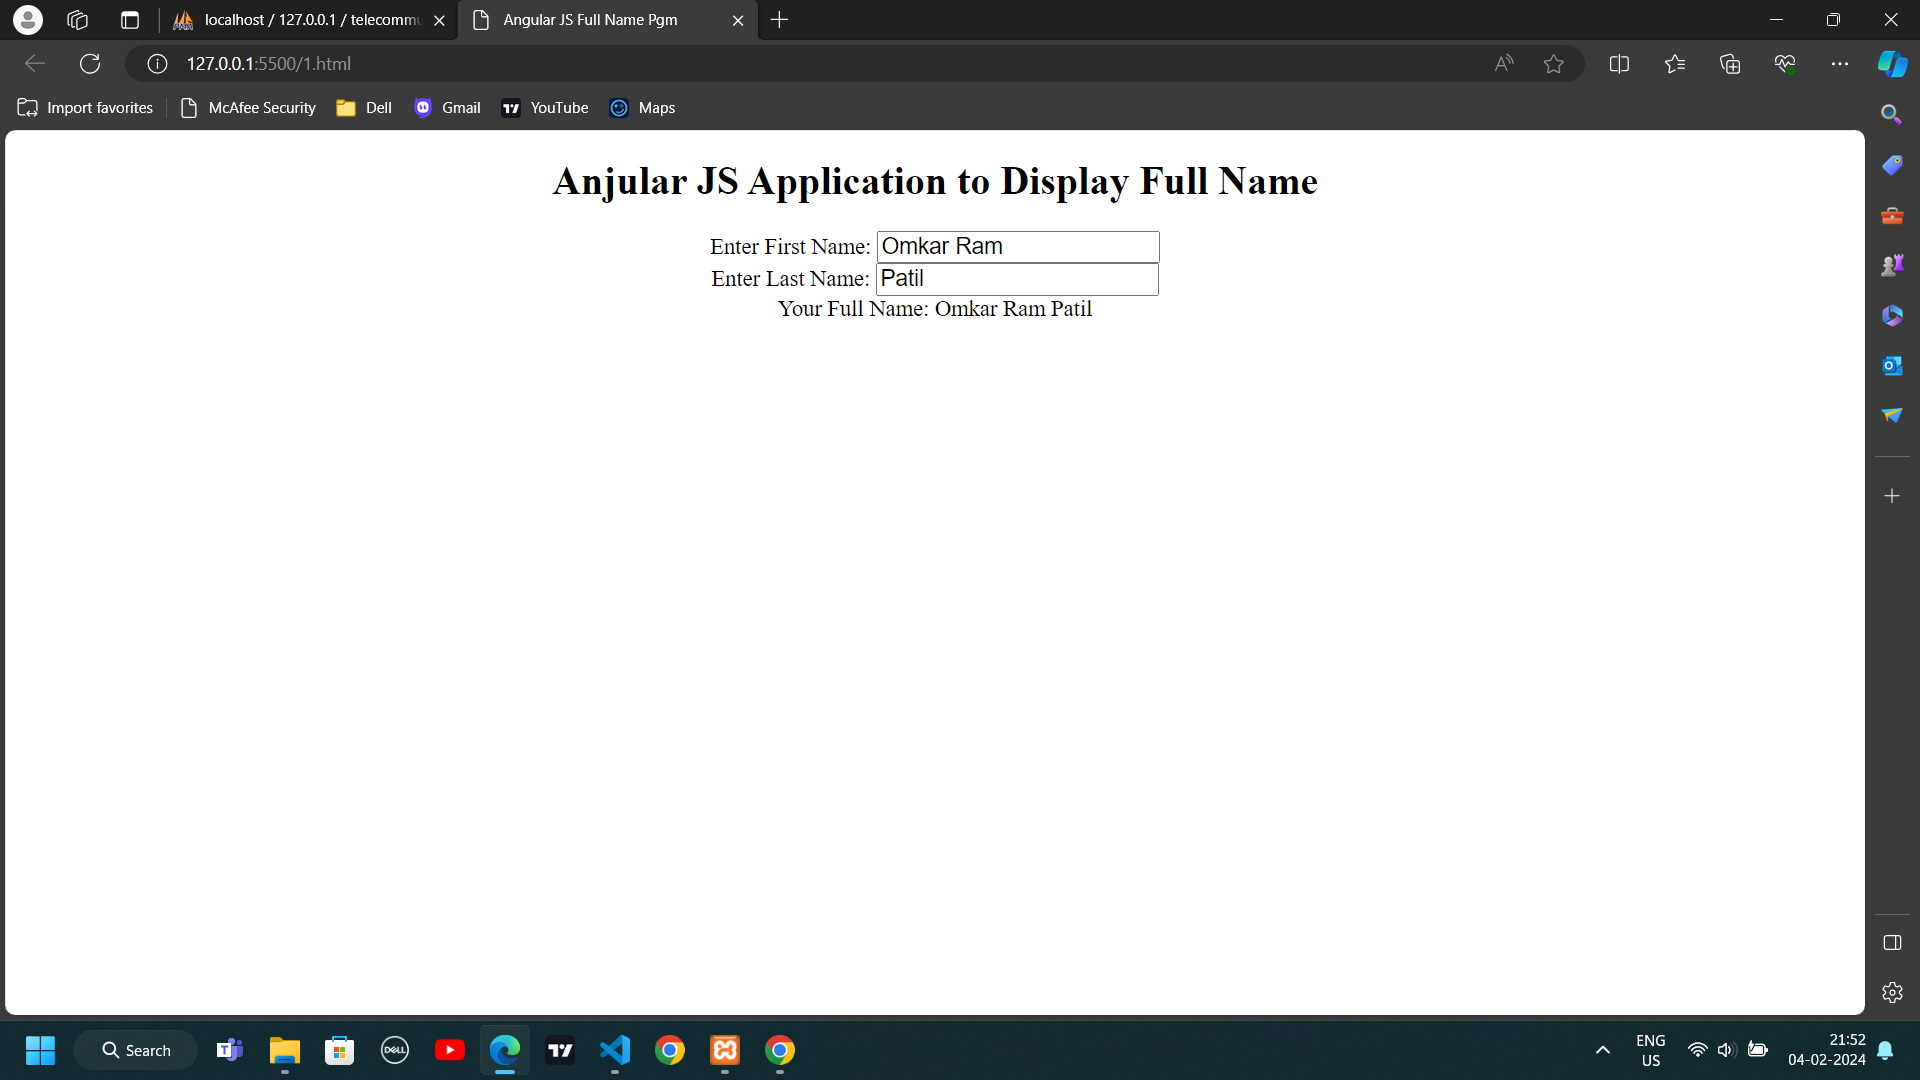 localhost / 127.0.0.1 / telecommu
Angular JS Full Name Pgm
127.0.0.1:5500/1.html
Import favorites
McAfee Security
Dell
Gmail
YouTube
Maps
Anjular JS Application to Display Full Name
Enter First Name: Omkar Ram
Enter Last Name: Patil
Your Full Name: Omkar Ram Patil
Search
ENG
US
21:52
04-02-2024